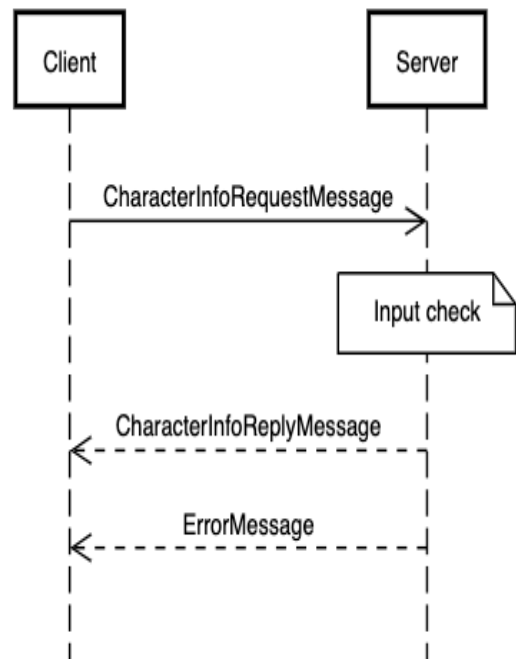 Client
Server
CharacterInfoRequestMessage
Input check
CharacterInfoReplyMessage
ErrorMessage